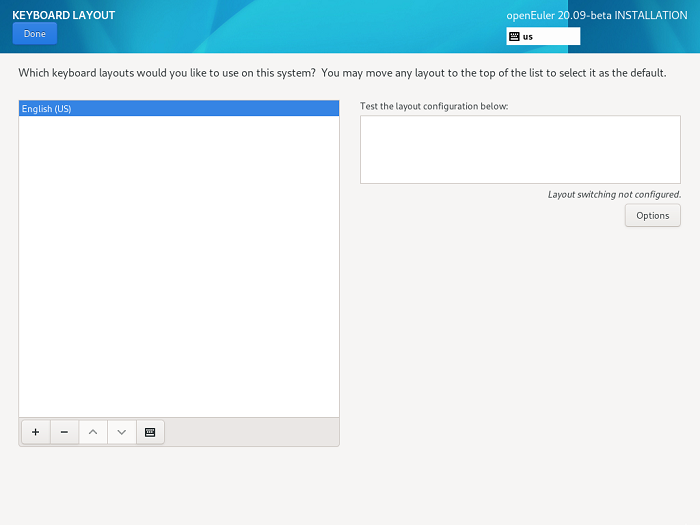 KEYBOARD LAYOUT
openEuler 20.09-beta INSTALLATION
Done
us
Which keyboard layouts would you like to use on this system?  You may move any layout to the top of the list to select it as the default.
English (US)
Test the layout configuration below:
Layout switching not configured.
Options